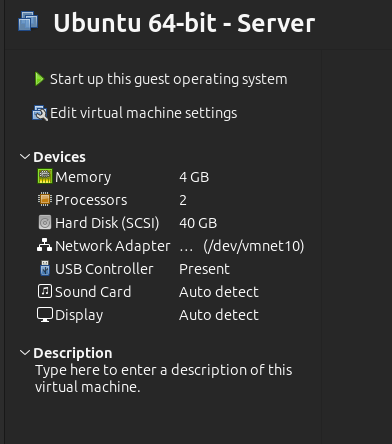 Ubuntu 64-bit - Server
Start up this guest operating system
Edit virtual machine settings
Devices
Memory 4 GB
Processors 2
Hard Disk (SCSI) 40 GB
Network Adapter ... (/dev/vmnet10)
USB Controller Present
Sound Card Auto detect
Display Auto detect
Description
Type here to enter a description of this
virtual machine.